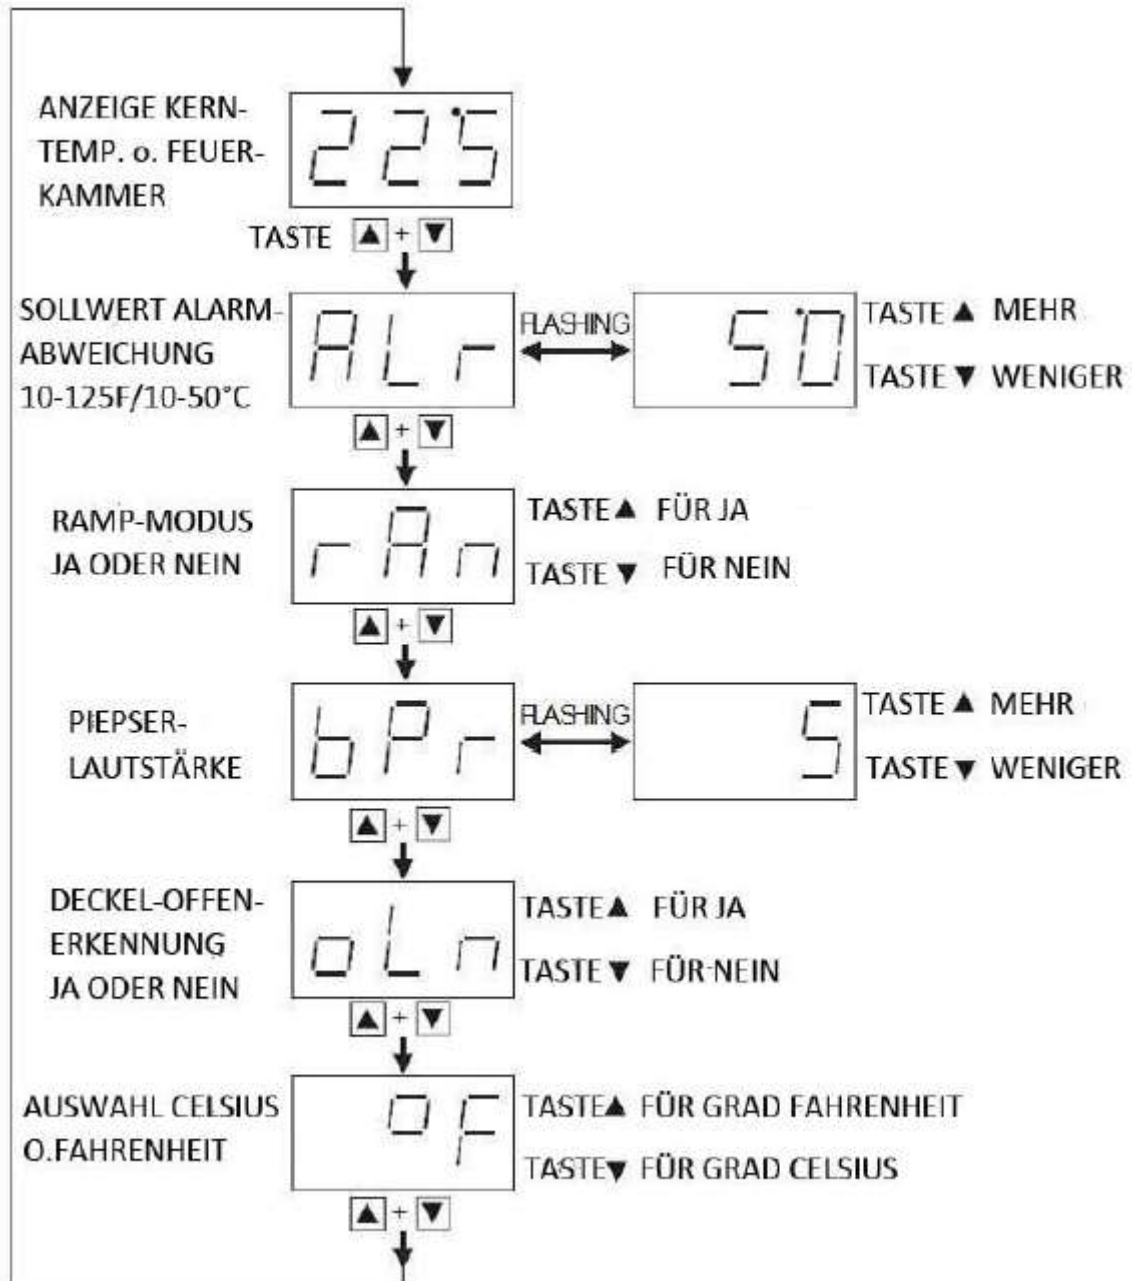 ANZEIGE KERN-
TEMP. o. FEUER-
KAMMER
225
TASTE ▲ + ▼
SOLLWERT ALARM-
ABWEICHUNG
10-125F/10-50°C
ALr
FLASHING
50
TASTE ▲ MEHR
TASTE ▼ WENIGER
▲ + ▼
RAMP-MODUS
JA ODER NEIN
rAn
TASTE ▲ FÜR JA
TASTE ▼ FÜR NEIN
▲ + ▼
PIEPSER-
LAUTSTÄRKE
bPr
FLASHING
5
TASTE ▲ MEHR
TASTE ▼ WENIGER
▲ + ▼
DECKEL-OFFEN-
ERKENNUNG
JA ODER NEIN
oLn
TASTE ▲ FÜR JA
TASTE ▼ FÜR-NEIN
▲ + ▼
AUSWAHL CELSIUS
O.FAHRENHEIT
°F
TASTE▲ FÜR GRAD FAHRENHEIT
TASTE▼ FÜR GRAD CELSIUS
▲ + ▼